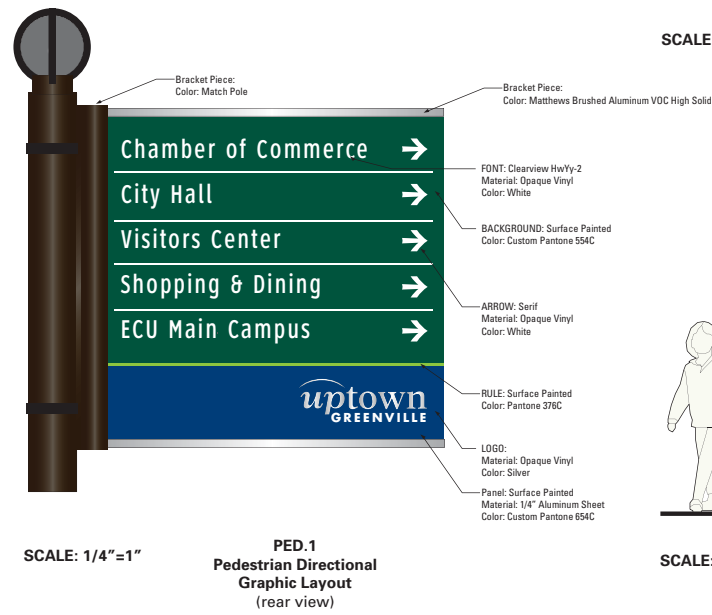 SCALE
Bracket Piece:
Color: Match Pole
Bracket Piece:
Color: Matthews Brushed Aluminum VOC High Solid
Chamber of Commerce
City Hall
Visitors Center
Shopping & Dining
ECU Main Campus
uptown
GREENVILLE
FONT: Clearview HwYy-2
Material: Opaque Vinyl
Color: White
BACKGROUND: Surface Painted
Color: Custom Pantone 554C
ARROW: Serif
Material: Opaque Vinyl
Color: White
RULE: Surface Painted
Color: Pantone 376C
LOGO:
Material: Opaque Vinyl
Color: Silver
Panel: Surface Painted
Material: 1/4" Aluminum Sheet
Color: Custom Pantone 654C
SCALE: 1/4"=1"
PED.1
Pedestrian Directional
Graphic Layout
(rear view)
SCALE: